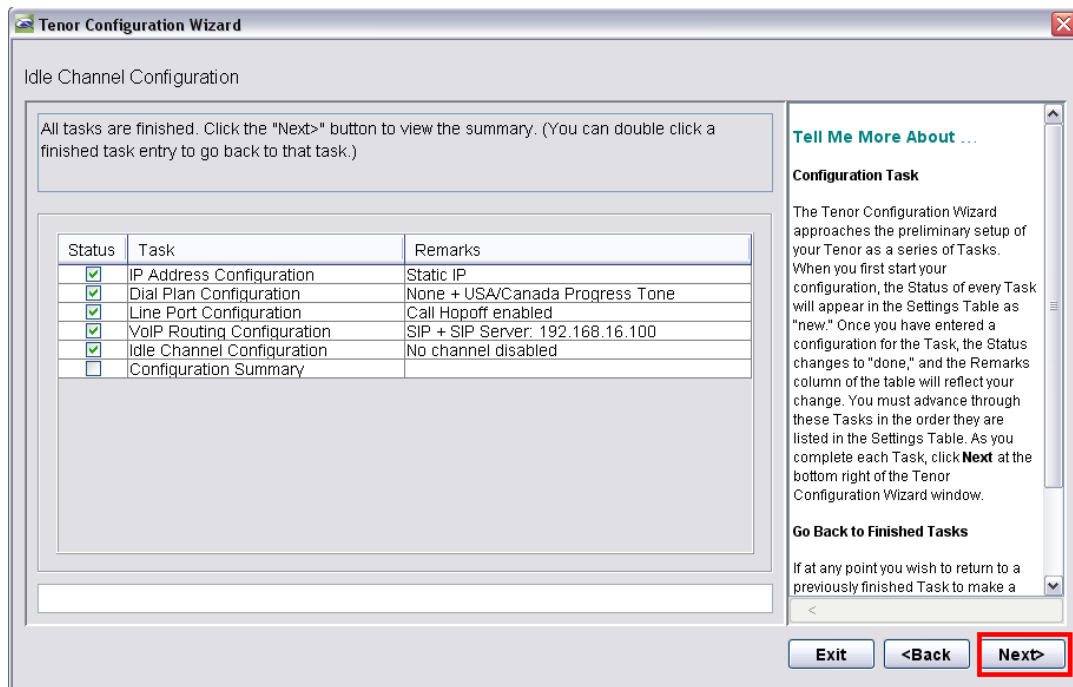 Tenor Configuration Wizard
Idle Channel Configuration
All tasks are finished. Click the "Next>" button to view the summary. (You can double click a
finished task entry to go back to that task.)
Status Task Remarks
IP Address Configuration Static IP
Dial Plan Configuration None + USA/Canada Progress Tone
Line Port Configuration Call Hopoff enabled
VoIP Routing Configuration SIP + SIP Server: 192.168.16.100
Idle Channel Configuration No channel disabled
Configuration Summary
Tell Me More About ...
Configuration Task
The Tenor Configuration Wizard
approaches the preliminary setup of
your Tenor as a series of Tasks.
When you first start your
configuration, the Status of every Task
will appear in the Settings Table as
"new." Once you have entered a
configuration for the Task, the Status
changes to "done," and the Remarks
column of the table will reflect your
change. You must advance through
these Tasks in the order they are
listed in the Settings Table. As you
complete each Task, click Next at the
bottom right of the Tenor
Configuration Wizard window.
Go Back to Finished Tasks
If at any point you wish to return to a
previously finished Task to make a
Exit <Back Next>